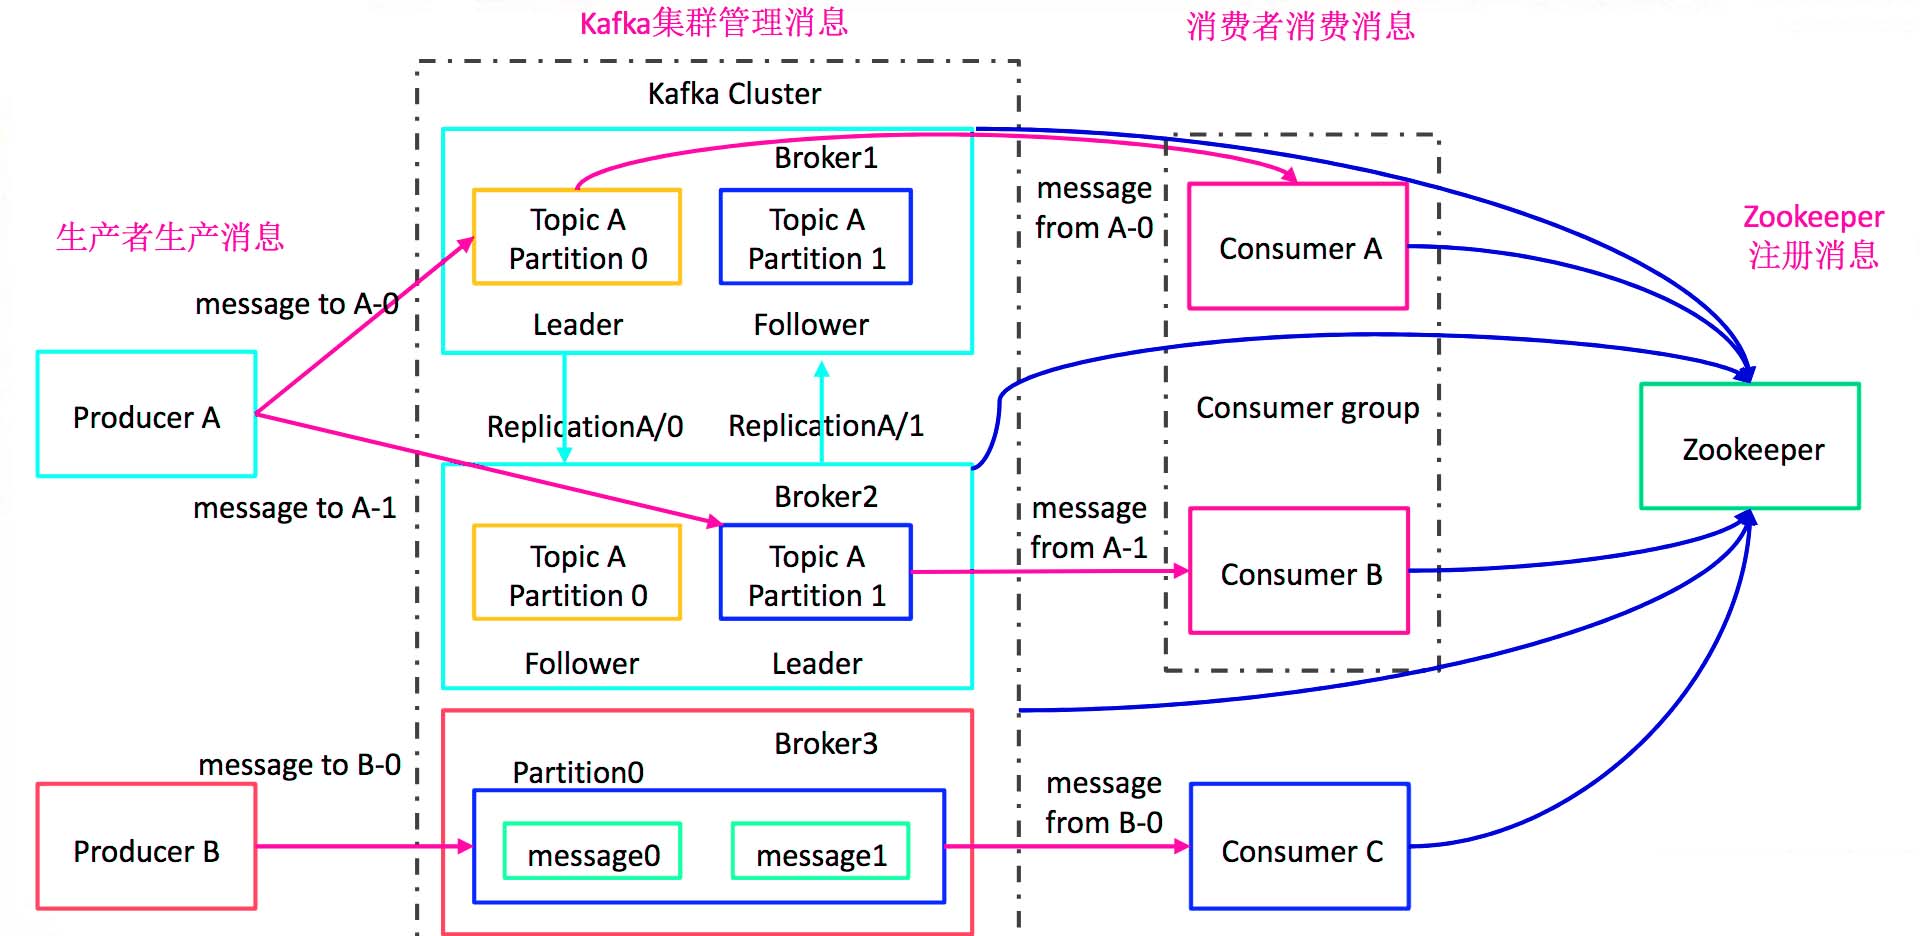 Kafka集群管理消息
消费者消费消息
Kafka Cluster
Broker1
Topic A
Partition 0
Topic A
Partition 1
Leader
Follower
message
from A-0
Consumer A
Zookeeper
注册消息
生产者生产消息
message to A-0
Producer A
message to A-1
ReplicationA/0
ReplicationA/1
Consumer group
Zookeeper
Broker2
Topic A
Partition 0
Topic A
Partition 1
Follower
Leader
message
from A-1
Consumer B
message to B-0
Producer B
Broker3
Partition0
message0
message1
message
from B-0
Consumer C